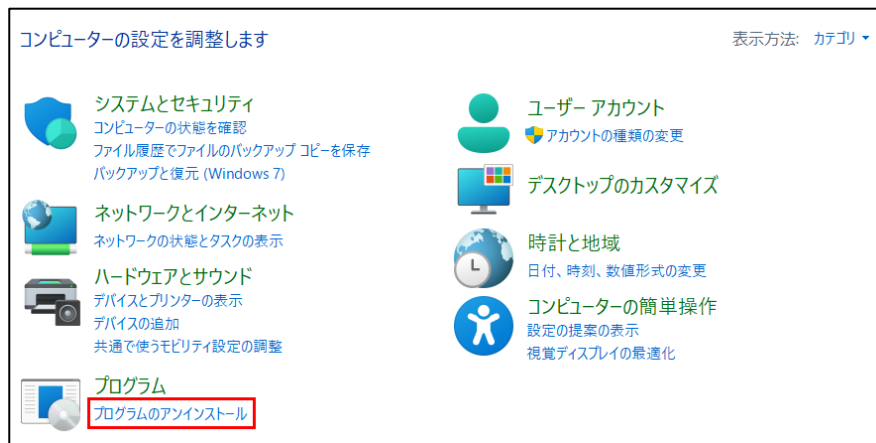 コンピューターの設定を調整します
表示方法: カテゴリ
システムとセキュリティ
コンピューターの状態を確認
ファイル履歴でファイルのバックアップ コピーを保存
バックアップと復元 (Windows 7)
ネットワークとインターネット
ネットワークの状態とタスクの表示
ハードウェアとサウンド
デバイスとプリンターの表示
デバイスの追加
共通で使うモビリティ設定の調整
プログラム
プログラムのアンインストール
ユーザー アカウント
アカウントの種類の変更
デスクトップのカスタマイズ
時計と地域
日付、時刻、数値形式の変更
コンピューターの簡単操作
設定の提案の表示
視覚ディスプレイの最適化